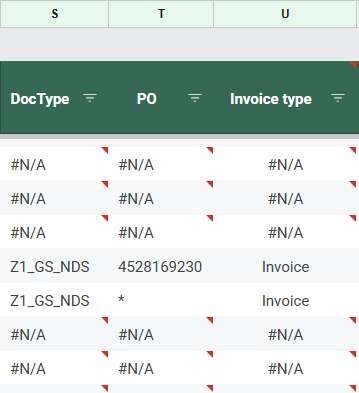 S T U
DocType PO Invoice type
#N/A #N/A #N/A
#N/A #N/A #N/A
#N/A #N/A #N/A
Z1_GS_NDS 4528169230 Invoice
Z1_GS_NDS * Invoice
#N/A #N/A #N/A
#N/A #N/A #N/A